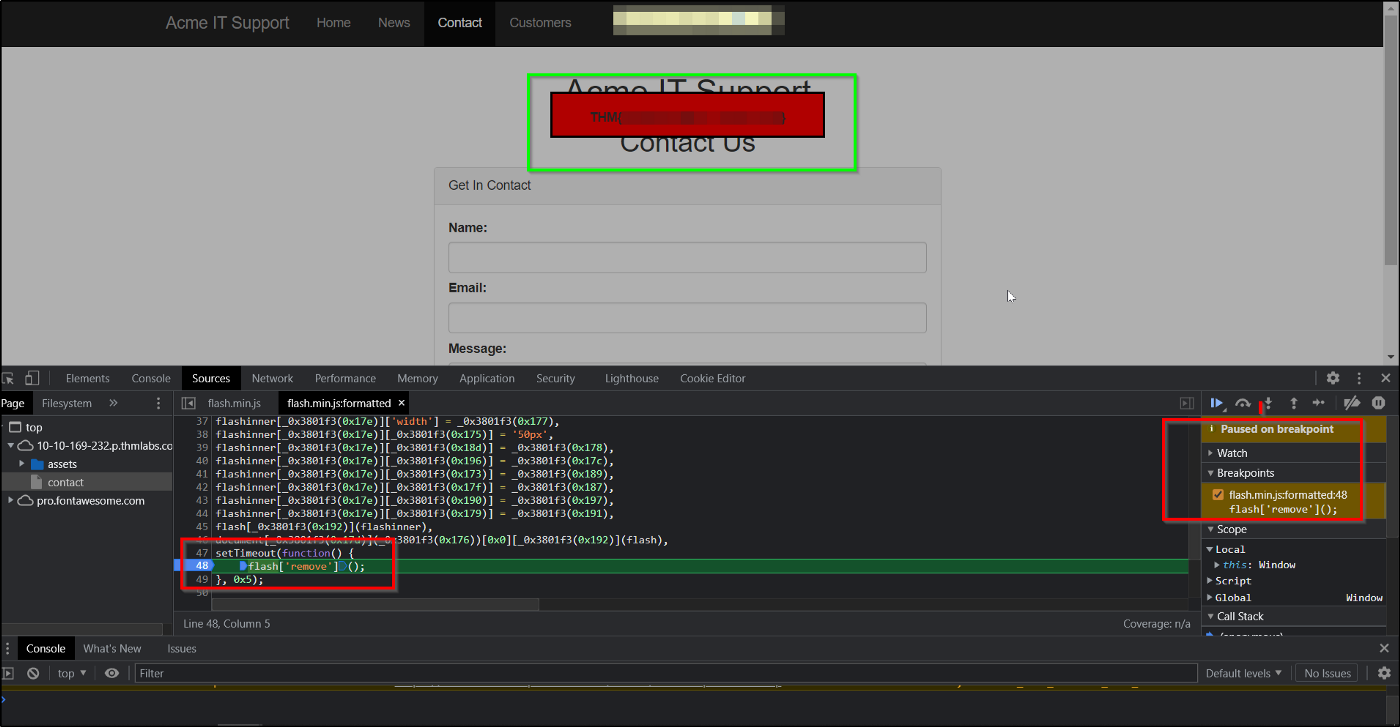 Acme IT Support Home News Contact Customers
Acme IT Support
THM{
Contact Us
Get In Contact
Name:
Email:
Message:
Elements Console Sources Network Performance Memory Application Security Lighthouse Cookie Editor
Page Filesystem » flash.min.js flash.min.js:formatted ×
top
10-10-169-232.p.thmlabs.co
assets
contact
pro.fontawesome.com
37 flashinner[_0x3801f3(0x17e)]['width'] = _0x3801f3(0x177),
38 flashinner[_0x3801f3(0x17e)][_0x3801f3(0x175)] = '50px',
39 flashinner[_0x3801f3(0x17e)][_0x3801f3(0x18d)] = _0x3801f3(0x178),
40 flashinner[_0x3801f3(0x17e)][_0x3801f3(0x196)] = _0x3801f3(0x17c),
41 flashinner[_0x3801f3(0x17e)][_0x3801f3(0x173)] = _0x3801f3(0x189),
42 flashinner[_0x3801f3(0x17e)][_0x3801f3(0x17f)] = _0x3801f3(0x187),
43 flashinner[_0x3801f3(0x17e)][_0x3801f3(0x190)] = _0x3801f3(0x197),
44 flashinner[_0x3801f3(0x17e)][_0x3801f3(0x179)] = _0x3801f3(0x191),
45 flash[_0x3801f3(0x192)](flashinner),
46 document[_0x3801f3(0x17d)](_0x3801f3(0x176))[0x0][_0x3801f3(0x192)](flash),
47 setTimeout(function() {
48 flash['remove']();
49 }, 0x5);
50
Line 48, Column 5 Coverage: n/a
Paused on breakpoint
Watch
Breakpoints
flash.min.js:formatted:48
flash['remove']();
Scope
Local
this: Window
Script
Global Window
Call Stack
(anonymous)
Console What's New Issues
top Filter Default levels No Issues